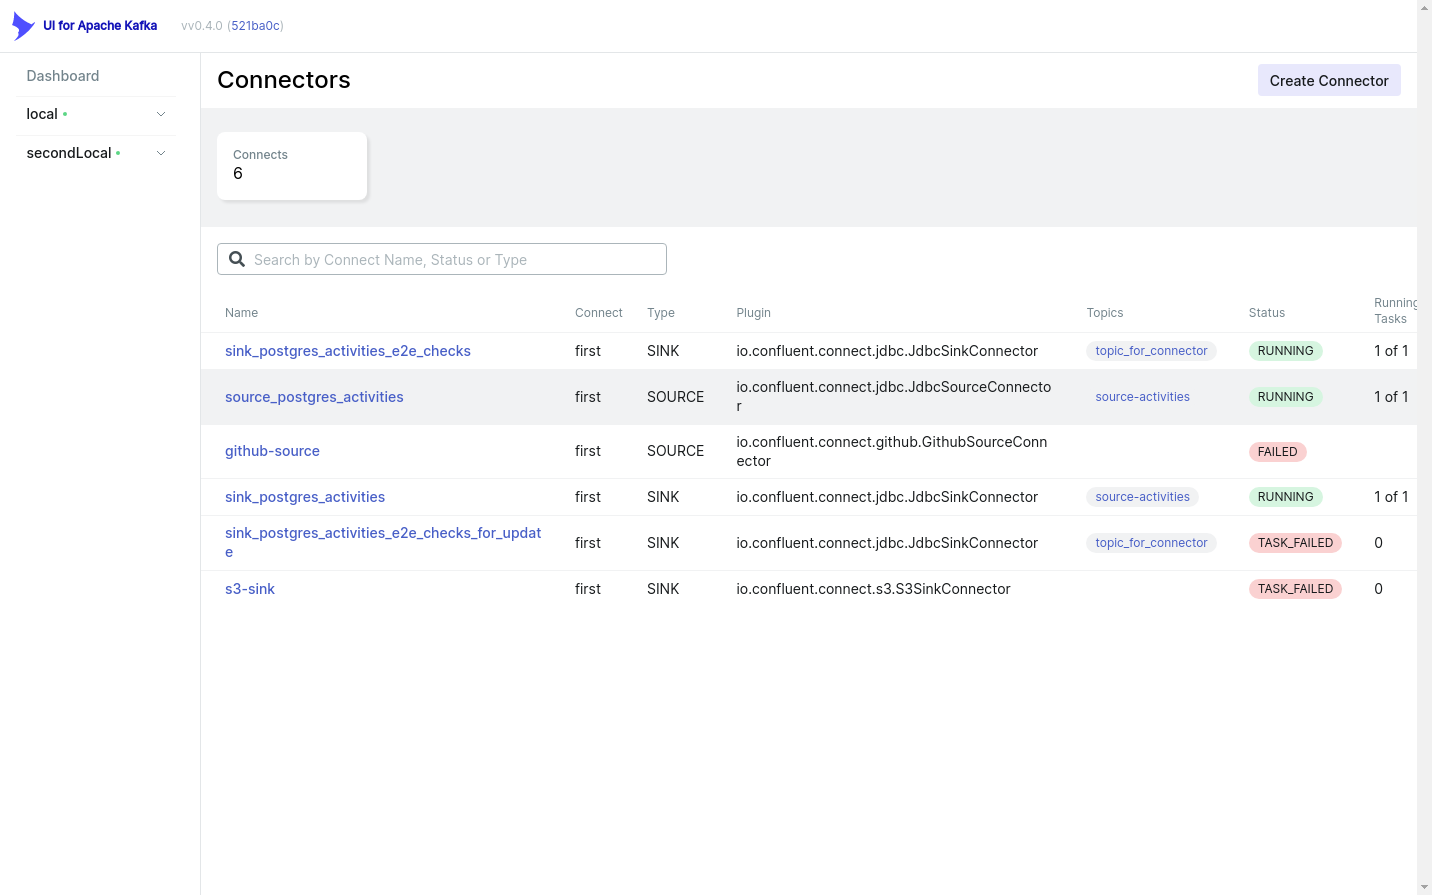 UI for Apache Kafka vv0.4.0 (521ba0c)
Dashboard
local
secondLocal
Connectors
Create Connector
Connects
6
Search by Connect Name, Status or Type
Name Connect Type Plugin Topics Status Running
Tasks
sink_postgres_activities_e2e_checks first SINK io.confluent.connect.jdbc.JdbcSinkConnector topic_for_connector RUNNING 1 of 1
source_postgres_activities first SOURCE io.confluent.connect.jdbc.JdbcSourceConnecto
r source-activities RUNNING 1 of 1
github-source first SOURCE io.confluent.connect.github.GithubSourceConn
ector FAILED
sink_postgres_activities first SINK io.confluent.connect.jdbc.JdbcSinkConnector source-activities RUNNING 1 of 1
sink_postgres_activities_e2e_checks_for_updat
e first SINK io.confluent.connect.jdbc.JdbcSinkConnector topic_for_connector TASK_FAILED 0
s3-sink first SINK io.confluent.connect.s3.S3SinkConnector TASK_FAILED 0